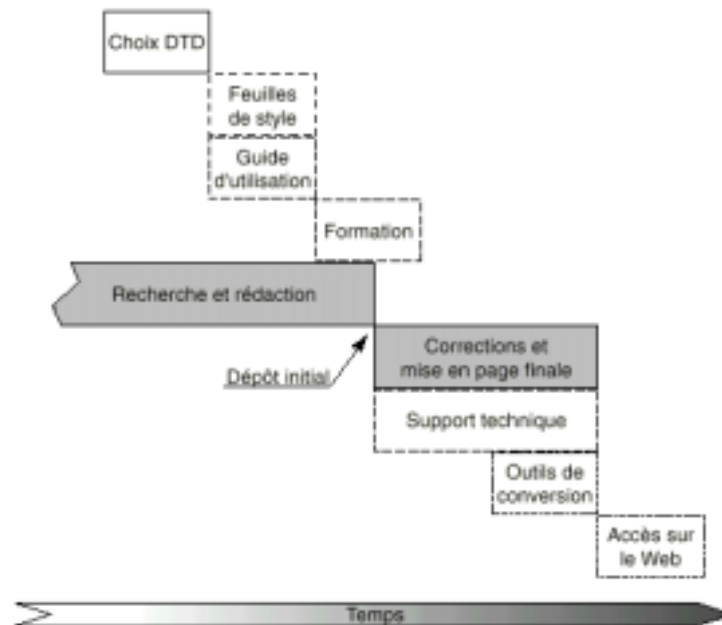 Choix DTD
Feuilles
de style
Guide
d'utilisation
Formation
Recherche et rédaction
Corrections et
mise en page finale
Dépôt initial
Support technique
Outils de
conversion
Accès sur
le Web
Temps